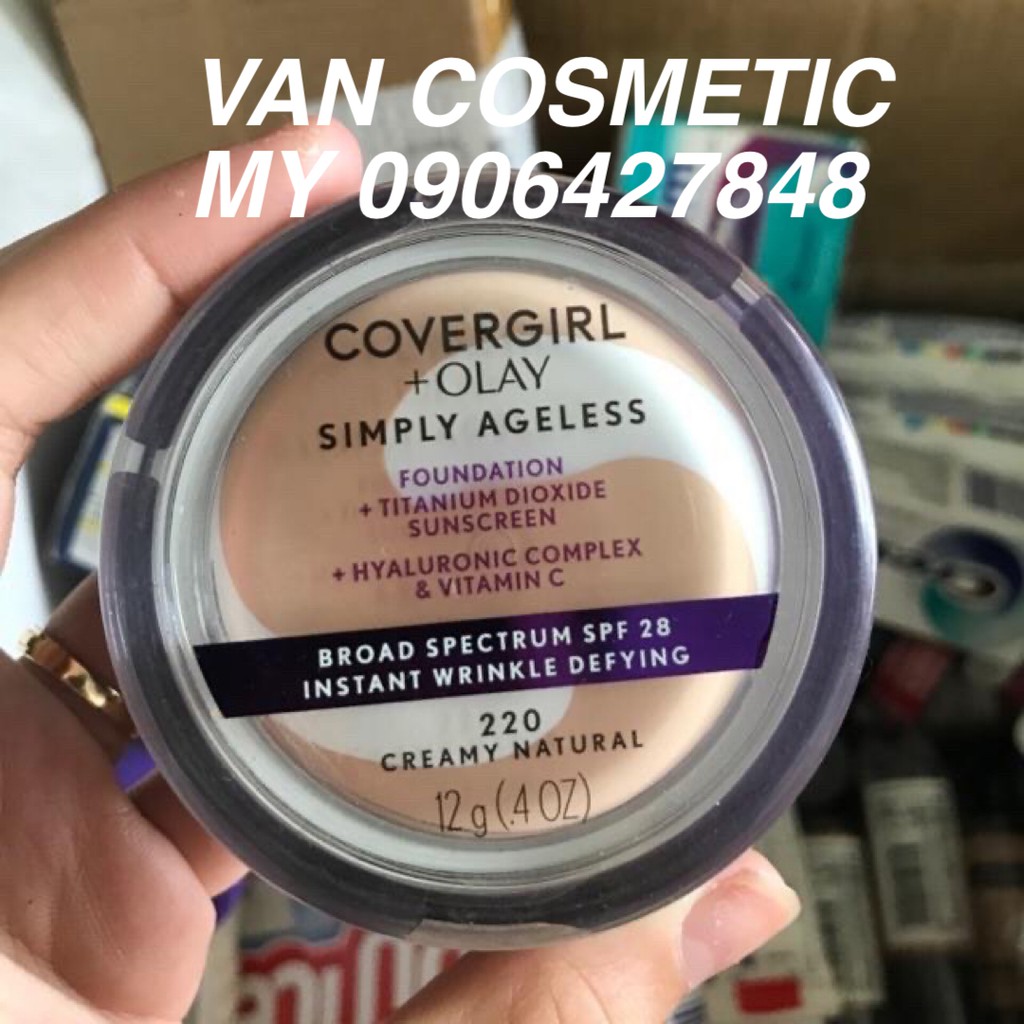 VAN COSMETIC
MY 0906427848
COVERGIRL
+OLAY
SIMPLY AGELESS
FOUNDATION
+ TITANIUM DIOXIDE
SUNSCREEN
+ HYALURONIC COMPLEX
& VITAMIN C
BROAD SPECTRUM SPF 28
INSTANT WRINKLE DEFYING
220
CREAMY NATURAL
12 g (.4 OZ)